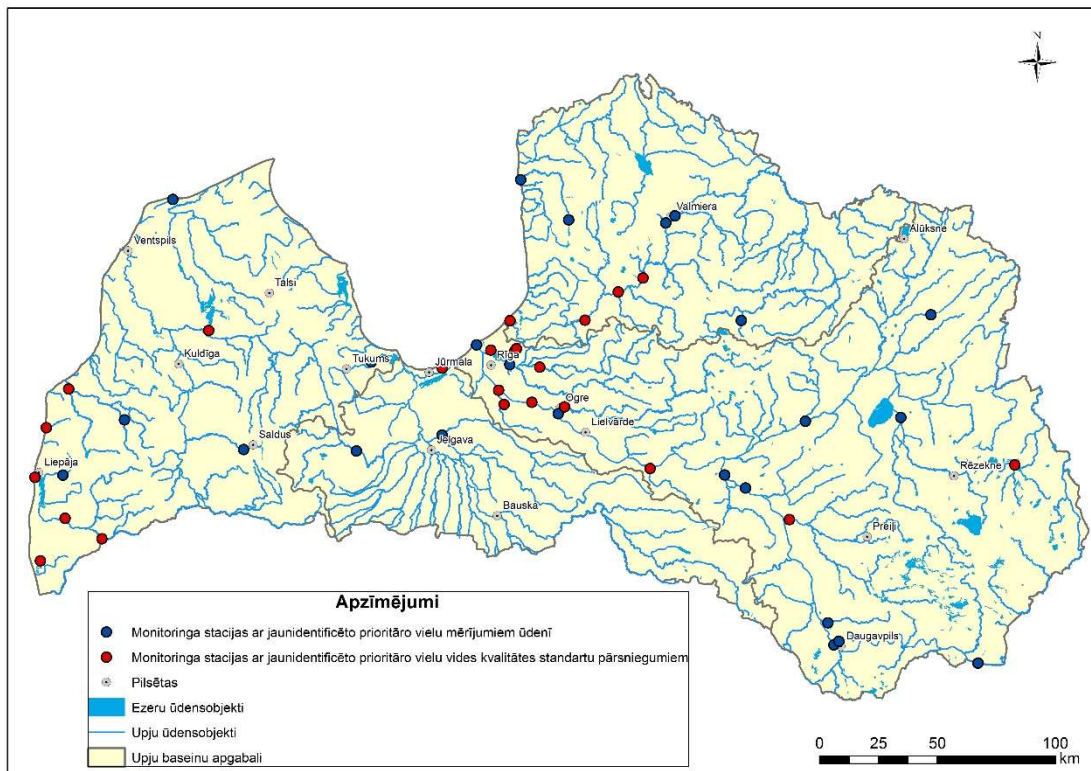 N
Valmiera
Alūksne
Ventspils
Talsi
Kuldīga
Tukums
Jūrmala
Rīga
Ogre
Lielvārde
Saldus
Jelgava
Liepāja
Rēzekne
Bauska
Preiļi
Daugavpils
Apzīmējumi
Monitoringa stacijas ar jaunidentificēto prioritāro vielu mērījumiem ūdenī
Monitoringa stacijas ar jaunidentificēto prioritāro vielu vides kvalitātes standartu pārsniegumiem
Pilsētas
Ezeru ūdensobjekti
Upju ūdensobjekti
Upju baseinu apgabali
0 25 50 100
km